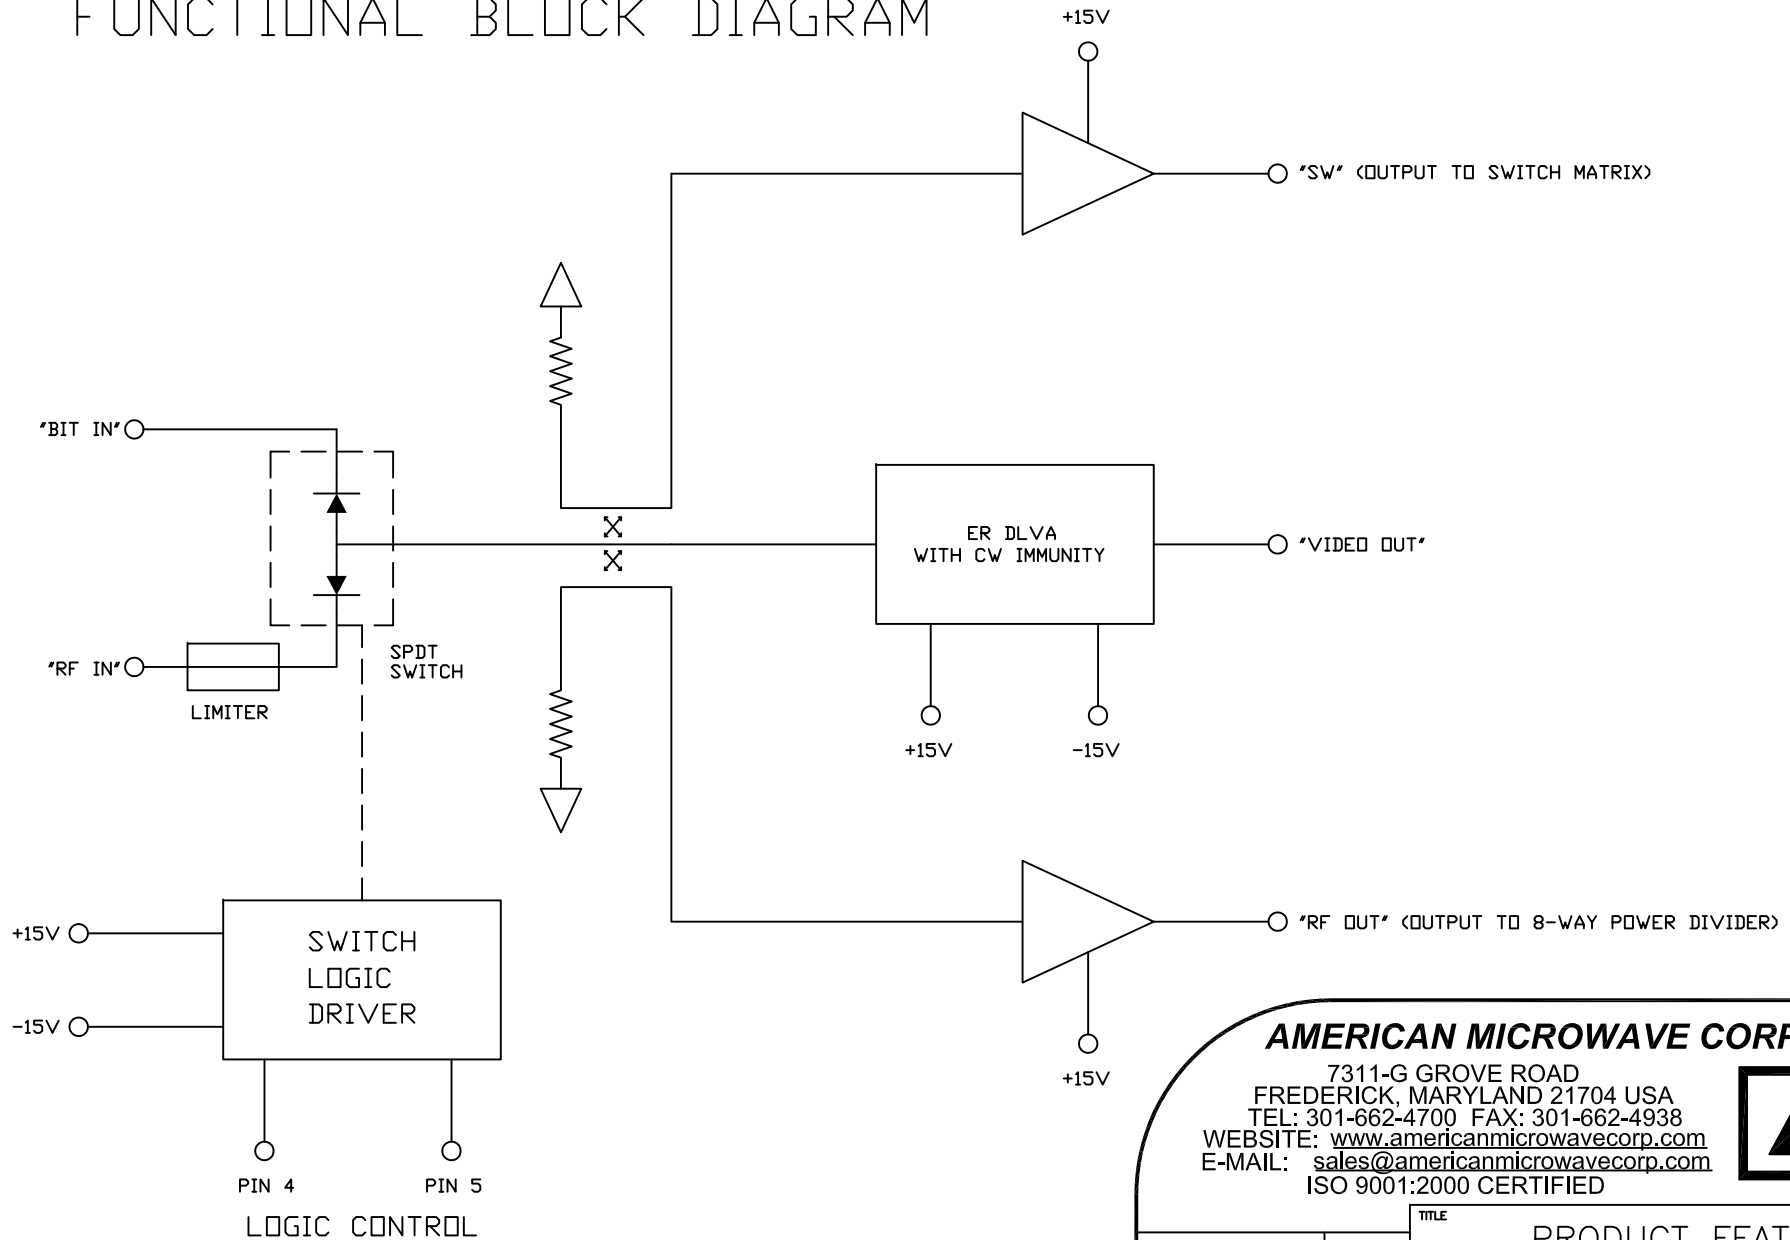 FUNCTIONAL BLOCK DIAGRAM
+15V
"SW" (OUTPUT TO SWITCH MATRIX)
"BIT IN"
ER DLVA
WITH CW IMMUNITY
"VIDEO OUT"
SPDT
SWITCH
"RF IN"
LIMITER
+15V
-15V
"RF OUT" (OUTPUT TO 8-WAY POWER DIVIDER)
+15V
+15V
-15V
SWITCH
LOGIC
DRIVER
PIN 4
PIN 5
LOGIC CONTROL
AMERICAN MICROWAVE CORP
7311-G GROVE ROAD
FREDERICK, MARYLAND 21704 USA
TEL: 301-662-4700 FAX: 301-662-4938
WEBSITE: www.americanmicrowavecorp.com
E-MAIL: sales@americanmicrowavecorp.com
ISO 9001:2000 CERTIFIED
TITLE
PRODUCT FEAT